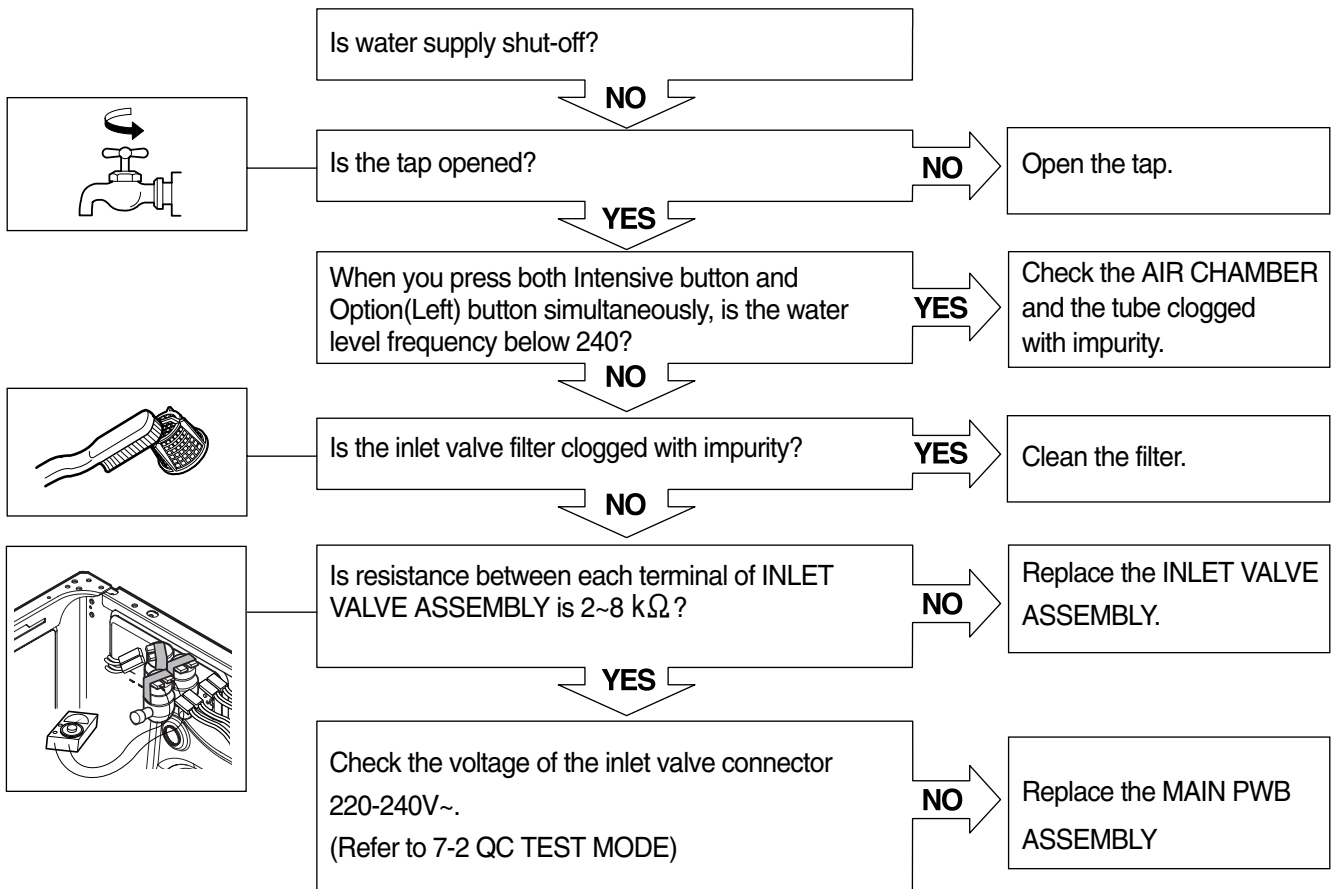 Is water supply shut-off?
NO
Is the tap opened?
NO
Open the tap.
YES
When you press both Intensive button and
Option(Left) button simultaneously, is the water
level frequency below 240?
YES
Check the AIR CHAMBER
and the tube clogged
with impurity.
NO
Is the inlet valve filter clogged with impurity?
YES
Clean the filter.
NO
Is resistance between each terminal of INLET
VALVE ASSEMBLY is 2~8 kΩ?
NO
Replace the INLET VALVE
ASSEMBLY.
YES
Check the voltage of the inlet valve connector
220-240V~.
(Refer to 7-2 QC TEST MODE)
NO
Replace the MAIN PWB
ASSEMBLY